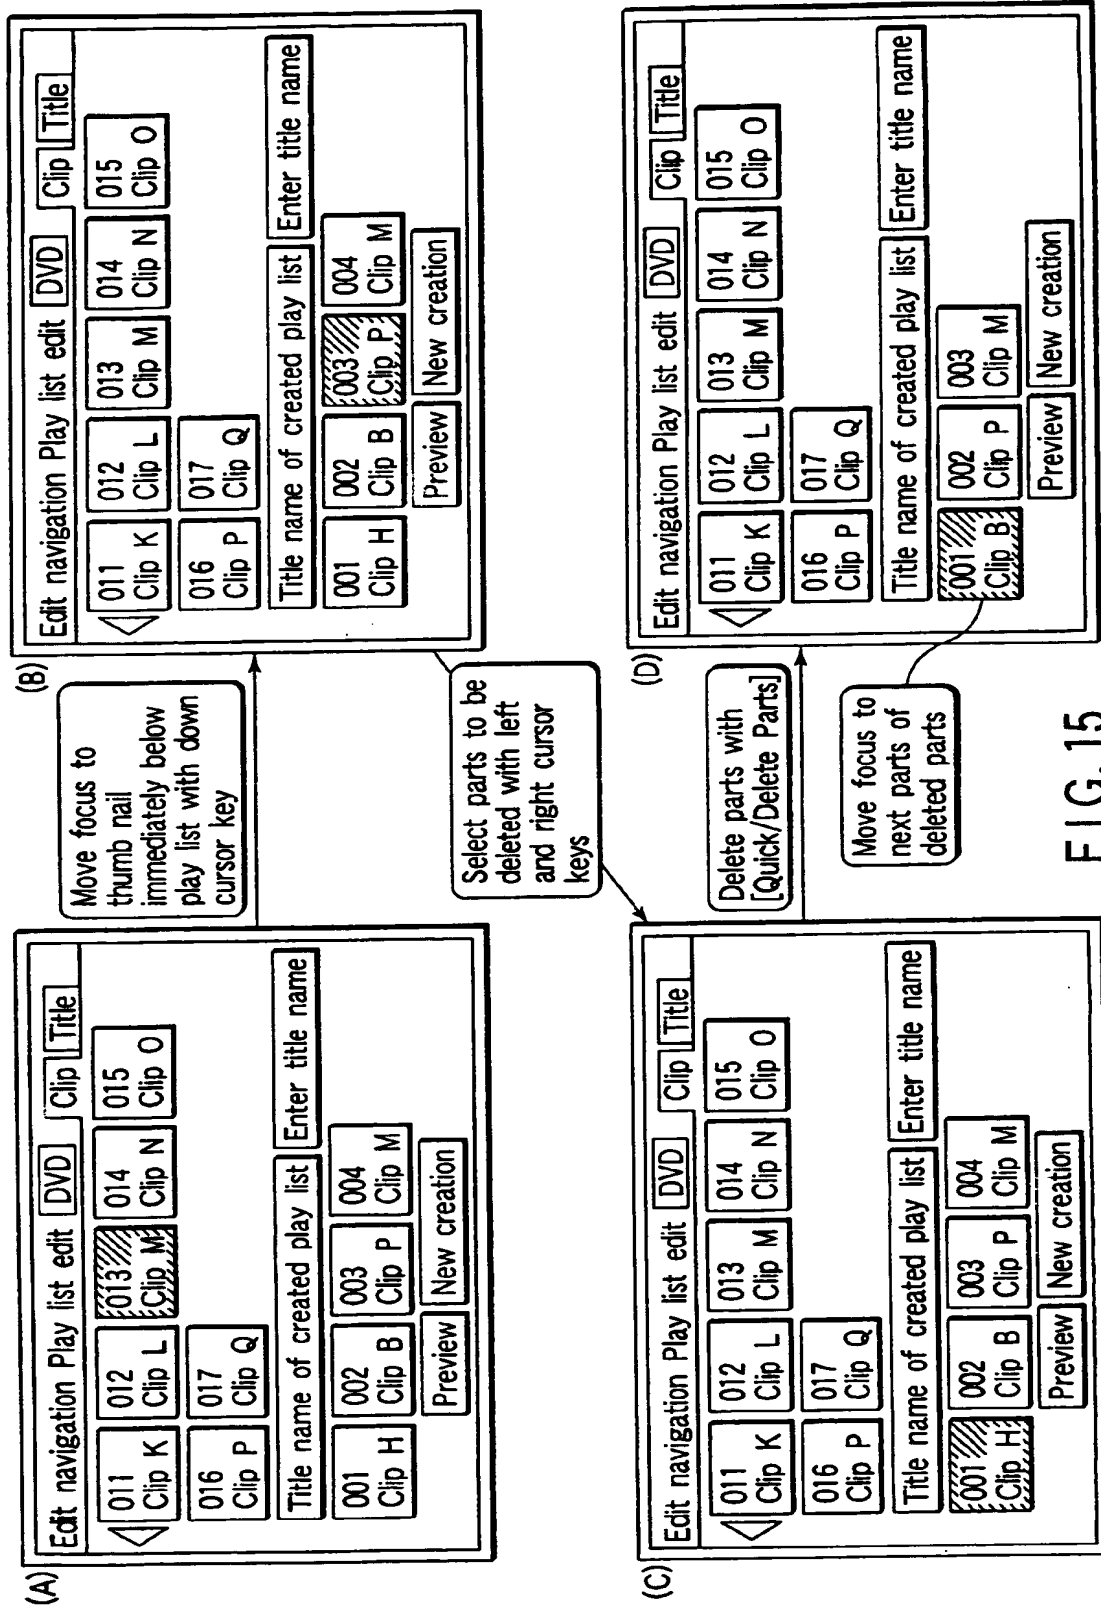 (A)
Edit navigation Play list edit DVD Clip Title
011
Clip K
012
Clip L
013
Clip M
014
Clip N
015
Clip O
016
Clip P
017
Clip Q
Title name of created play list Enter title name
001
Clip H
002
Clip B
003
Clip P
004
Clip M
Preview New creation
Move focus to
thumb nail
immediately below
play list with down
cursor key
(B)
Edit navigation Play list edit DVD Clip Title
011
Clip K
012
Clip L
013
Clip M
014
Clip N
015
Clip O
016
Clip P
017
Clip Q
Title name of created play list Enter title name
001
Clip H
002
Clip B
003
Clip P
004
Clip M
Preview New creation
Select parts to be
deleted with left
and right cursor
keys
(C)
Edit navigation Play list edit DVD Clip Title
011
Clip K
012
Clip L
013
Clip M
014
Clip N
015
Clip O
016
Clip P
017
Clip Q
Title name of created play list Enter title name
001
Clip H
002
Clip B
003
Clip P
004
Clip M
Preview New creation
Delete parts with
[Quick/Delete Parts]
Move focus to
next parts of
deleted parts
(D)
Edit navigation Play list edit DVD Clip Title
011
Clip K
012
Clip L
013
Clip M
014
Clip N
015
Clip O
016
Clip P
017
Clip Q
Title name of created play list Enter title name
001
Clip B
002
Clip P
003
Clip M
Preview New creation
FIG. 15